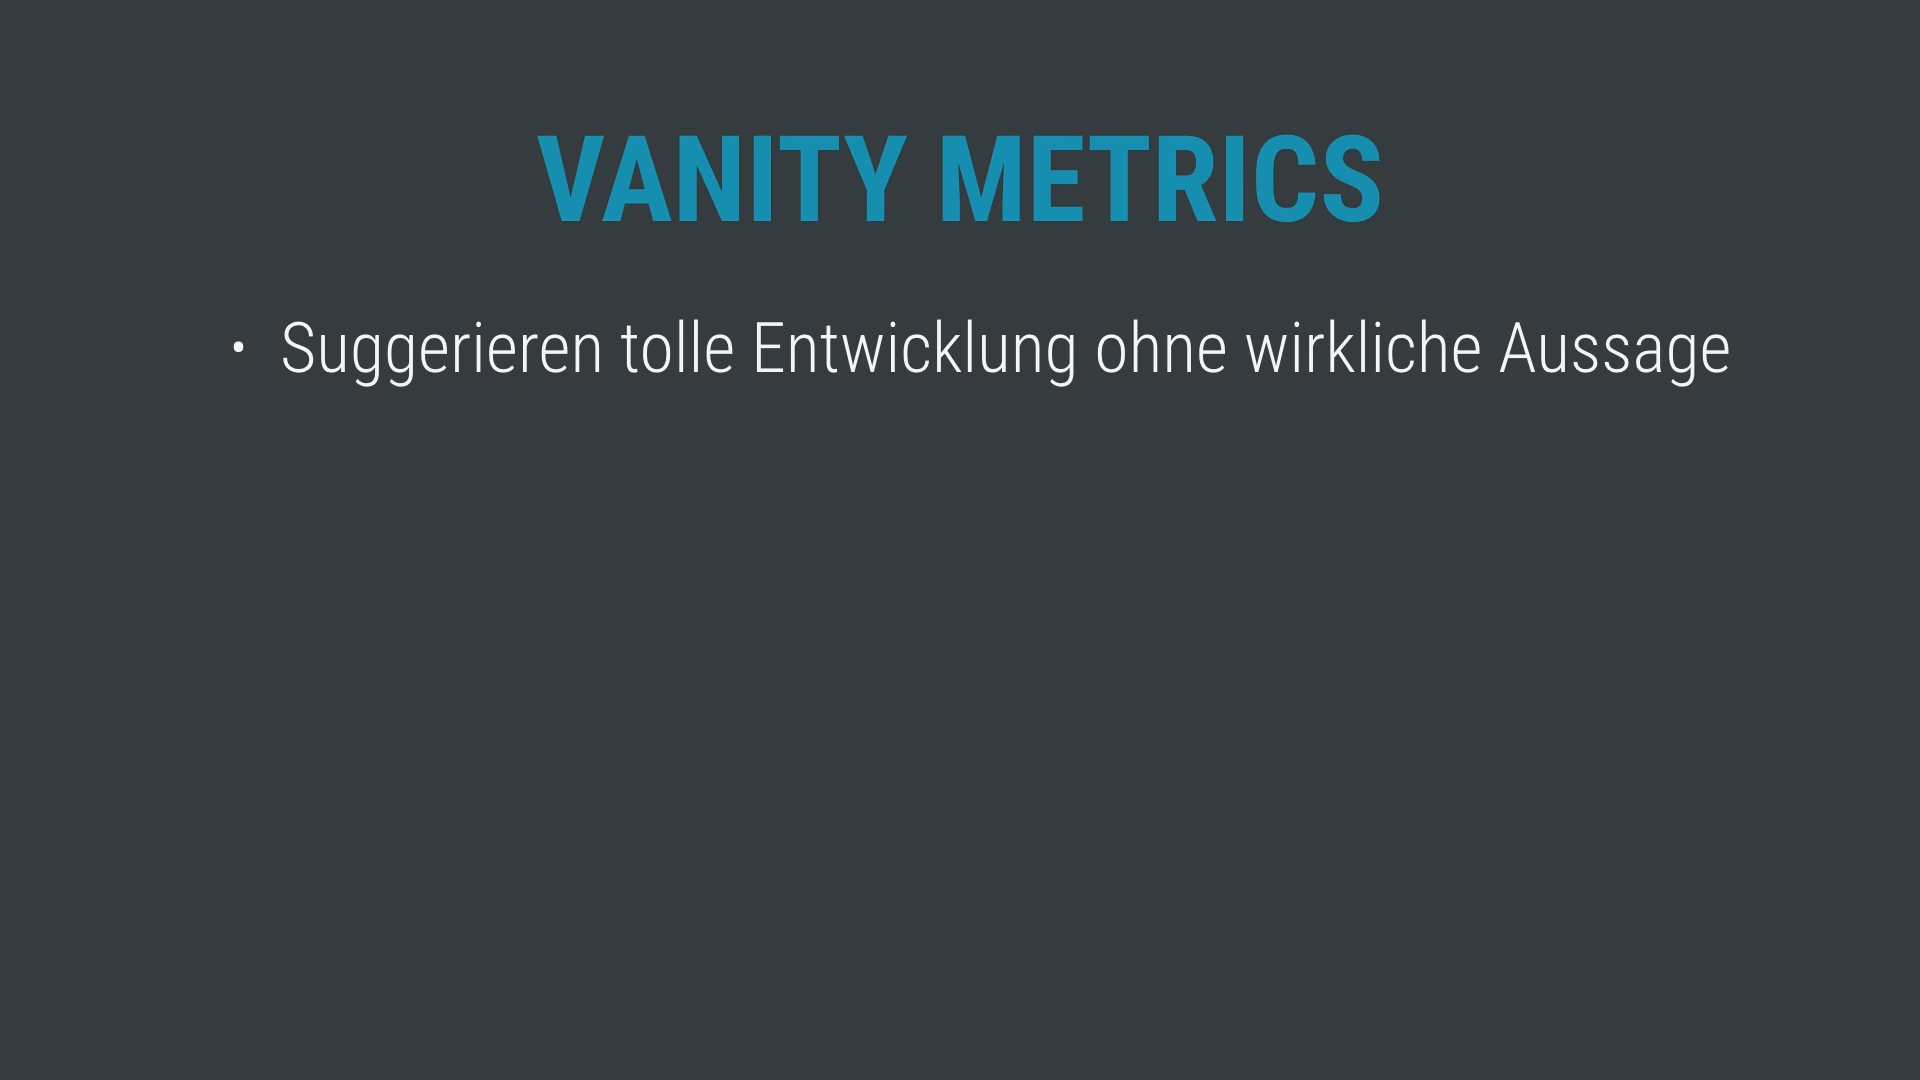 VANITY METRICS
• Suggerieren tolle Entwicklung ohne wirkliche Aussage